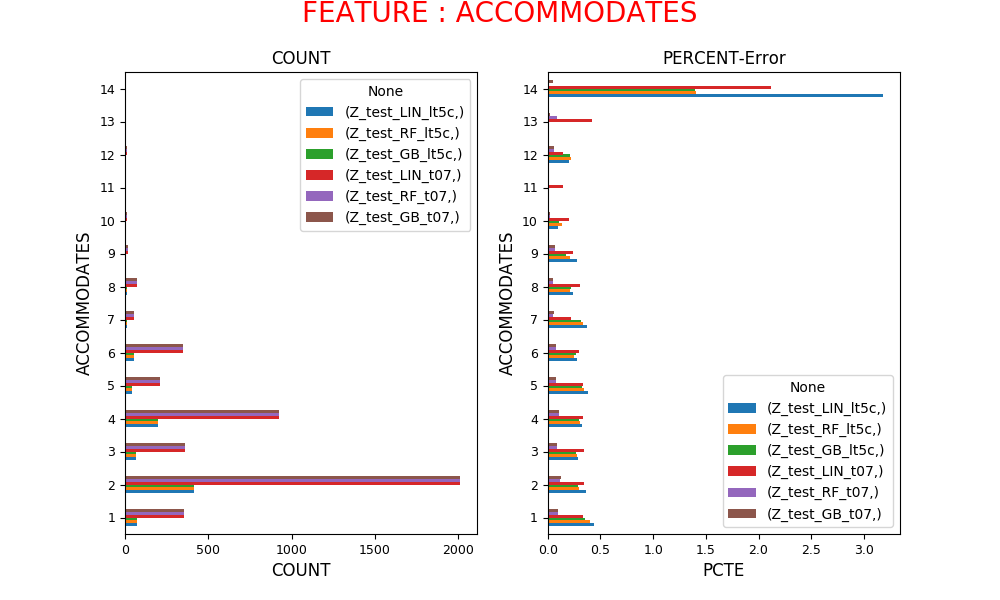 FEATURE : ACCOMMODATES
COUNT
ACCOMMODATES
14
13
12
11
10
9
8
7
6
5
4
3
2
1
None
(Z_test_LIN_lt5c,)
(Z_test_RF_lt5c,)
(Z_test_GB_lt5c,)
(Z_test_LIN_t07,)
(Z_test_RF_t07,)
(Z_test_GB_t07,)
0 500 1000 1500 2000
COUNT
PERCENT-Error
ACCOMMODATES
14
13
12
11
10
9
8
7
6
5
4
3
2
1
None
(Z_test_LIN_lt5c,)
(Z_test_RF_lt5c,)
(Z_test_GB_lt5c,)
(Z_test_LIN_t07,)
(Z_test_RF_t07,)
(Z_test_GB_t07,)
0.0 0.5 1.0 1.5 2.0 2.5 3.0
PCTE